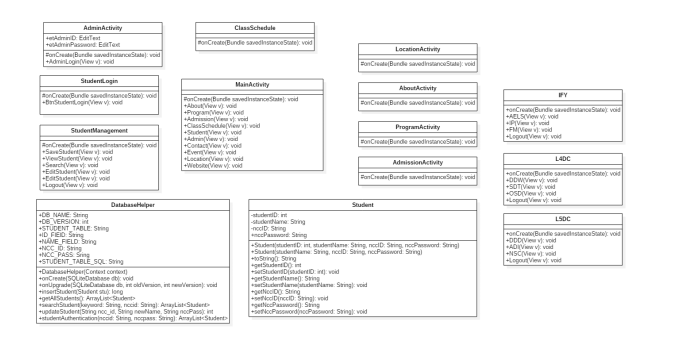 AdminActivity
+etAdminID: EditText
+etAdminPassword: EditText
#onCreate(Bundle savedInstanceState): void
+AdminLogin(View v): void
StudentLogin
#onCreate(Bundle savedInstanceState): void
+BtnStudentLogin(View v): void
StudentManagement
#onCreate(Bundle savedInstanceState): void
+SaveStudent(View v): void
+ViewStudent(View v): void
+Search(View v): void
+EditStudent(View v): void
+EditStudent(View v): void
+Logout(View v): void
ClassSchedule
#onCreate(Bundle savedInstanceState): void
MainActivity
#onCreate(Bundle savedInstanceState): void
+About(View v): void
+Program(View v): void
+Admission(View v): void
+ClassSchedule(View v): void
+Student(View v): void
+Admin(View v): void
+Contact(View v): void
+Event(View v): void
+Location(View v): void
+Website(View v): void
LocationActivity
#onCreate(Bundle savedInstanceState): void
AboutActivity
#onCreate(Bundle savedInstanceState): void
ProgramActivity
#onCreate(Bundle savedInstanceState): void
AdmissionActivity
#onCreate(Bundle savedInstanceState): void
IFY
+onCreate(Bundle savedInstanceState): void
+AELS(View v): void
+IP(View v): void
+FM(View v): void
+Logout(View v): void
L4DC
+onCreate(Bundle savedInstanceState): void
+DDW(View v): void
+SDT(View v): void
+OSD(View v): void
+Logout(View v): void
L5DC
+onCreate(Bundle savedInstanceState): void
+DDD(View v): void
+ADI(View v): void
+NSC(View v): void
+Logout(View v): void
DatabaseHelper
+DB_NAME: String
+DB_VERSION: int
+STUDENT_TABLE: String
+ID_FIELD: String
+NAME_FIELD: String
+NCC_ID: String
+NCC_PASS: String
+STUDENT_TABLE_SQL: String
+DatabaseHelper(Context context)
+onCreate(SQLiteDatabase db): void
+onUpgrade(SQLiteDatabase db, int oldVersion, int newVersion): void
+insertStudent(Student stu): long
+getAllStudents(): ArrayList<Student>
+searchStudent(keyword: String, nccid: String): ArrayList<Student>
+updateStudent(String ncc_id, String newName, String nccPass): int
+studentAuthentication(nccid: String, nccpass: String): ArrayList<Student>
Student
-studentID: int
-studentName: String
-nccID: String
+nccPassword: String
+Student(studentID: int, studentName: String, nccID: String, nccPassword: String)
+Student(studentName: String, nccID: String, nccPassword: String)
+toString(): String
+getStudentID(): int
+setStudentID(studentID: int): void
+getStudentName(): String
+setStudentName(studentName: String): void
+getNccID(): String
+setNccID(nccID: String): void
+getNccPassword(): String
+setNccPassword(nccPassword: String): void